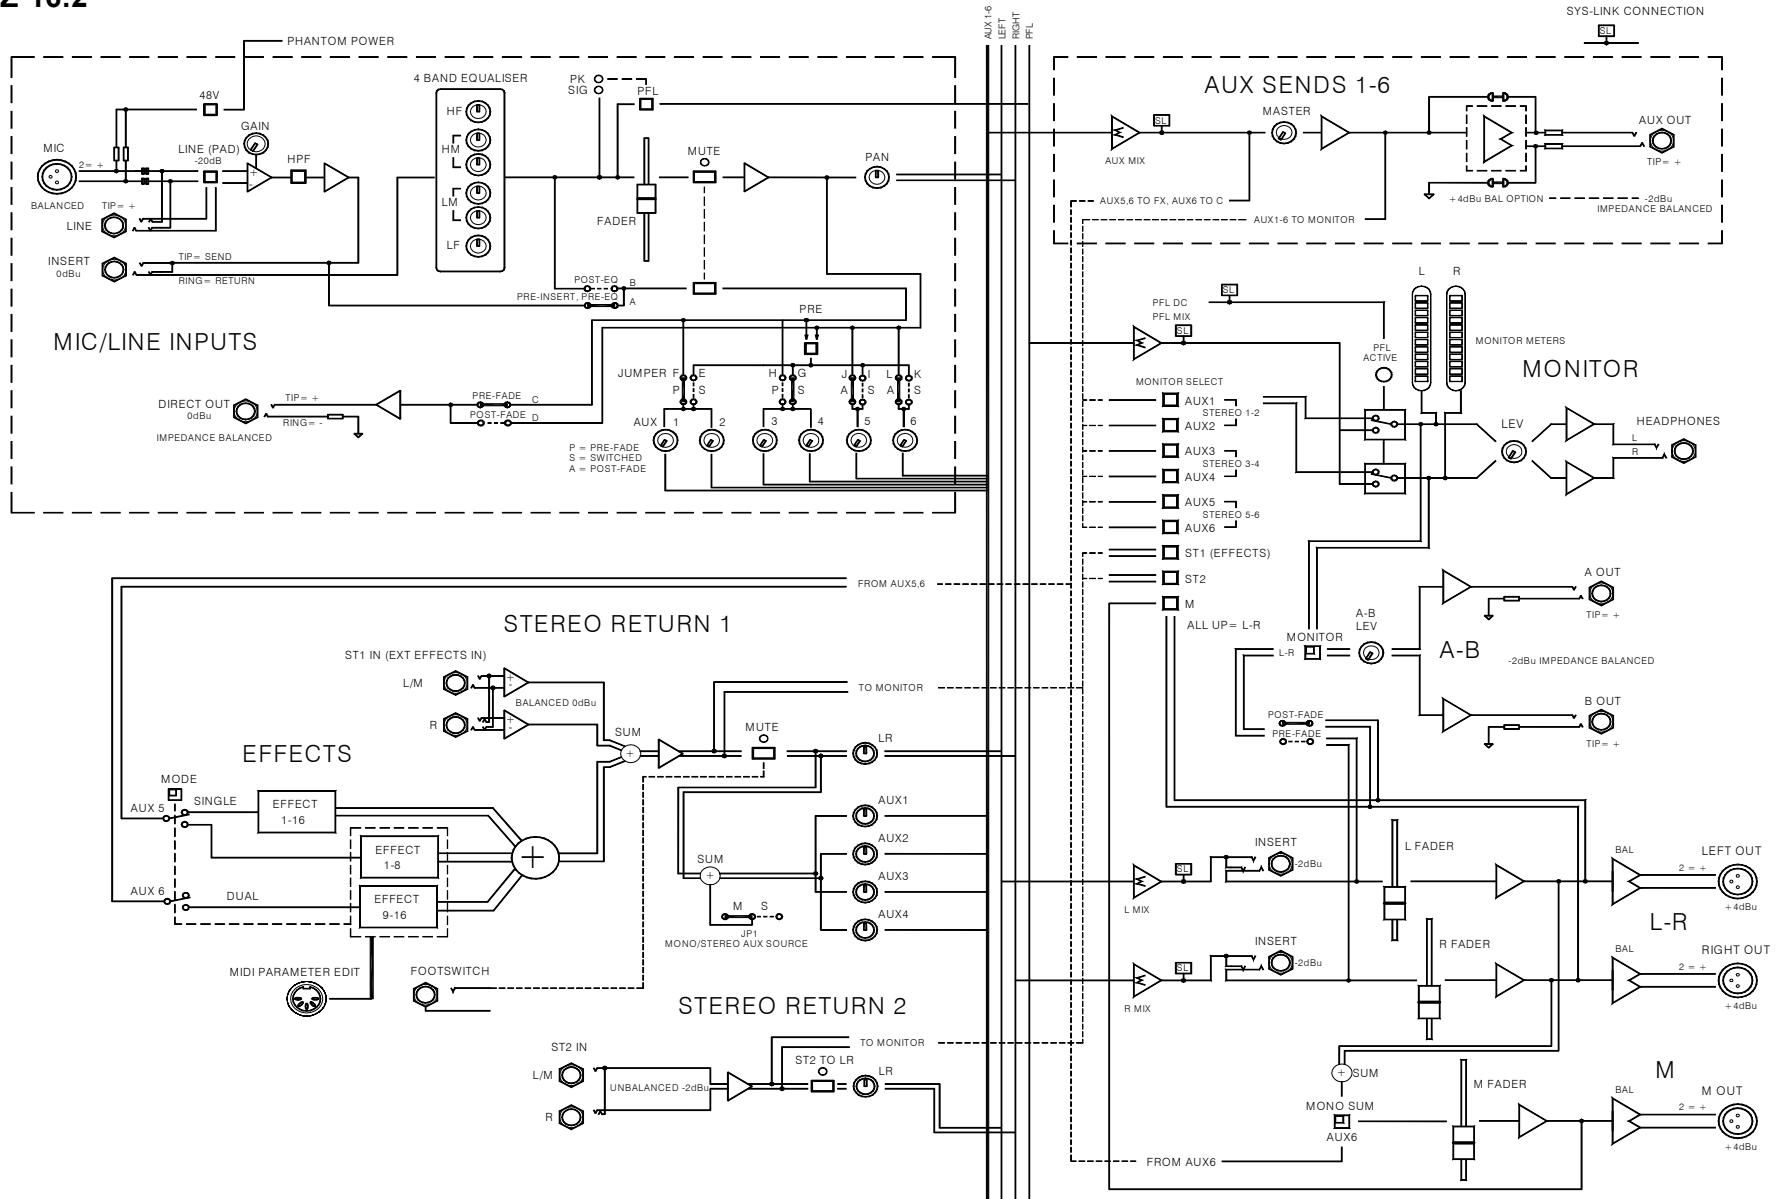 AUX 1-6
LEFT
RIGHT
PFL
SYS-LINK CONNECTION
SL
PHANTOM POWER
48V
GAIN
MIC
2= +
BALANCED
LINE (PAD)
-20dB
HPF
+
-
TIP= +
LINE
INSERT
0dBu
TIP= SEND
RING= RETURN
4 BAND EQUALISER
HF
HM
LM
LF
PK
SIG
PFL
FADER
MUTE
PAN
POST-EQ
B
PRE-INSERT, PRE-EQ
A
MIC/LINE INPUTS
PRE
JUMPER
F
E
H
G
J
I
L
K
P
S
P
S
A
S
A
S
DIRECT OUT
0dBu
TIP= +
RING= -
IMPEDANCE BALANCED
PRE-FADE
C
POST-FADE
D
AUX
1
2
3
4
5
6
P = PRE-FADE
S = SWITCHED
A = POST-FADE
AUX SENDS 1-6
SL
AUX MIX
MASTER
AUX OUT
TIP= +
AUX5,6 TO FX, AUX6 TO C
AUX1-6 TO MONITOR
+4dBu BAL OPTION
-2dBu
IMPEDANCE BALANCED
PFL DC
SL
PFL MIX
SL
PFL
ACTIVE
L
R
MONITOR METERS
MONITOR
MONITOR SELECT
AUX1
STEREO 1-2
AUX2
AUX3
STEREO 3-4
AUX4
AUX5
STEREO 5-6
AUX6
ST1 (EFFECTS)
ST2
M
ALL UP= L-R
LEV
HEADPHONES
L
R
A OUT
TIP= +
A-B
LEV
MONITOR
L-R
A-B
-2dBu IMPEDANCE BALANCED
B OUT
TIP= +
POST-FADE
PRE-FADE
FROM AUX5,6
STEREO RETURN 1
ST1 IN (EXT EFFECTS IN)
L/M
+
-
BALANCED 0dBu
R
+
-
SUM
+
TO MONITOR
MUTE
LR
EFFECTS
MODE
AUX 5
SINGLE
EFFECT
1-16
EFFECT
1-8
+
AUX 6
DUAL
EFFECT
9-16
AUX1
AUX2
AUX3
AUX4
SUM
+
M
S
JP1
MONO/STEREO AUX SOURCE
MIDI PARAMETER EDIT
FOOTSWITCH
STEREO RETURN 2
ST2 IN
L/M
R
UNBALANCED -2dBu
TO MONITOR
ST2 TO LR
LR
INSERT
-2dBu
SL
L MIX
L FADER
BAL
LEFT OUT
2 = +
+4dBu
L-R
INSERT
-2dBu
SL
R MIX
R FADER
BAL
RIGHT OUT
2 = +
+4dBu
+
SUM
M FADER
M
MONO SUM
AUX6
BAL
M OUT
2 = +
+4dBu
FROM AUX6